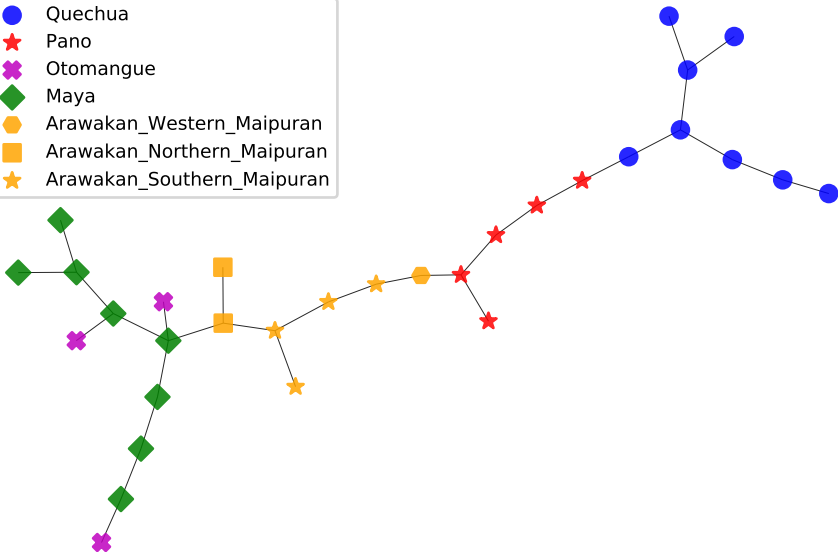 Quechua
Pano
Otomangue
Maya
Arawakan_Western_Maipuran
Arawakan_Northern_Maipuran
Arawakan_Southern_Maipuran